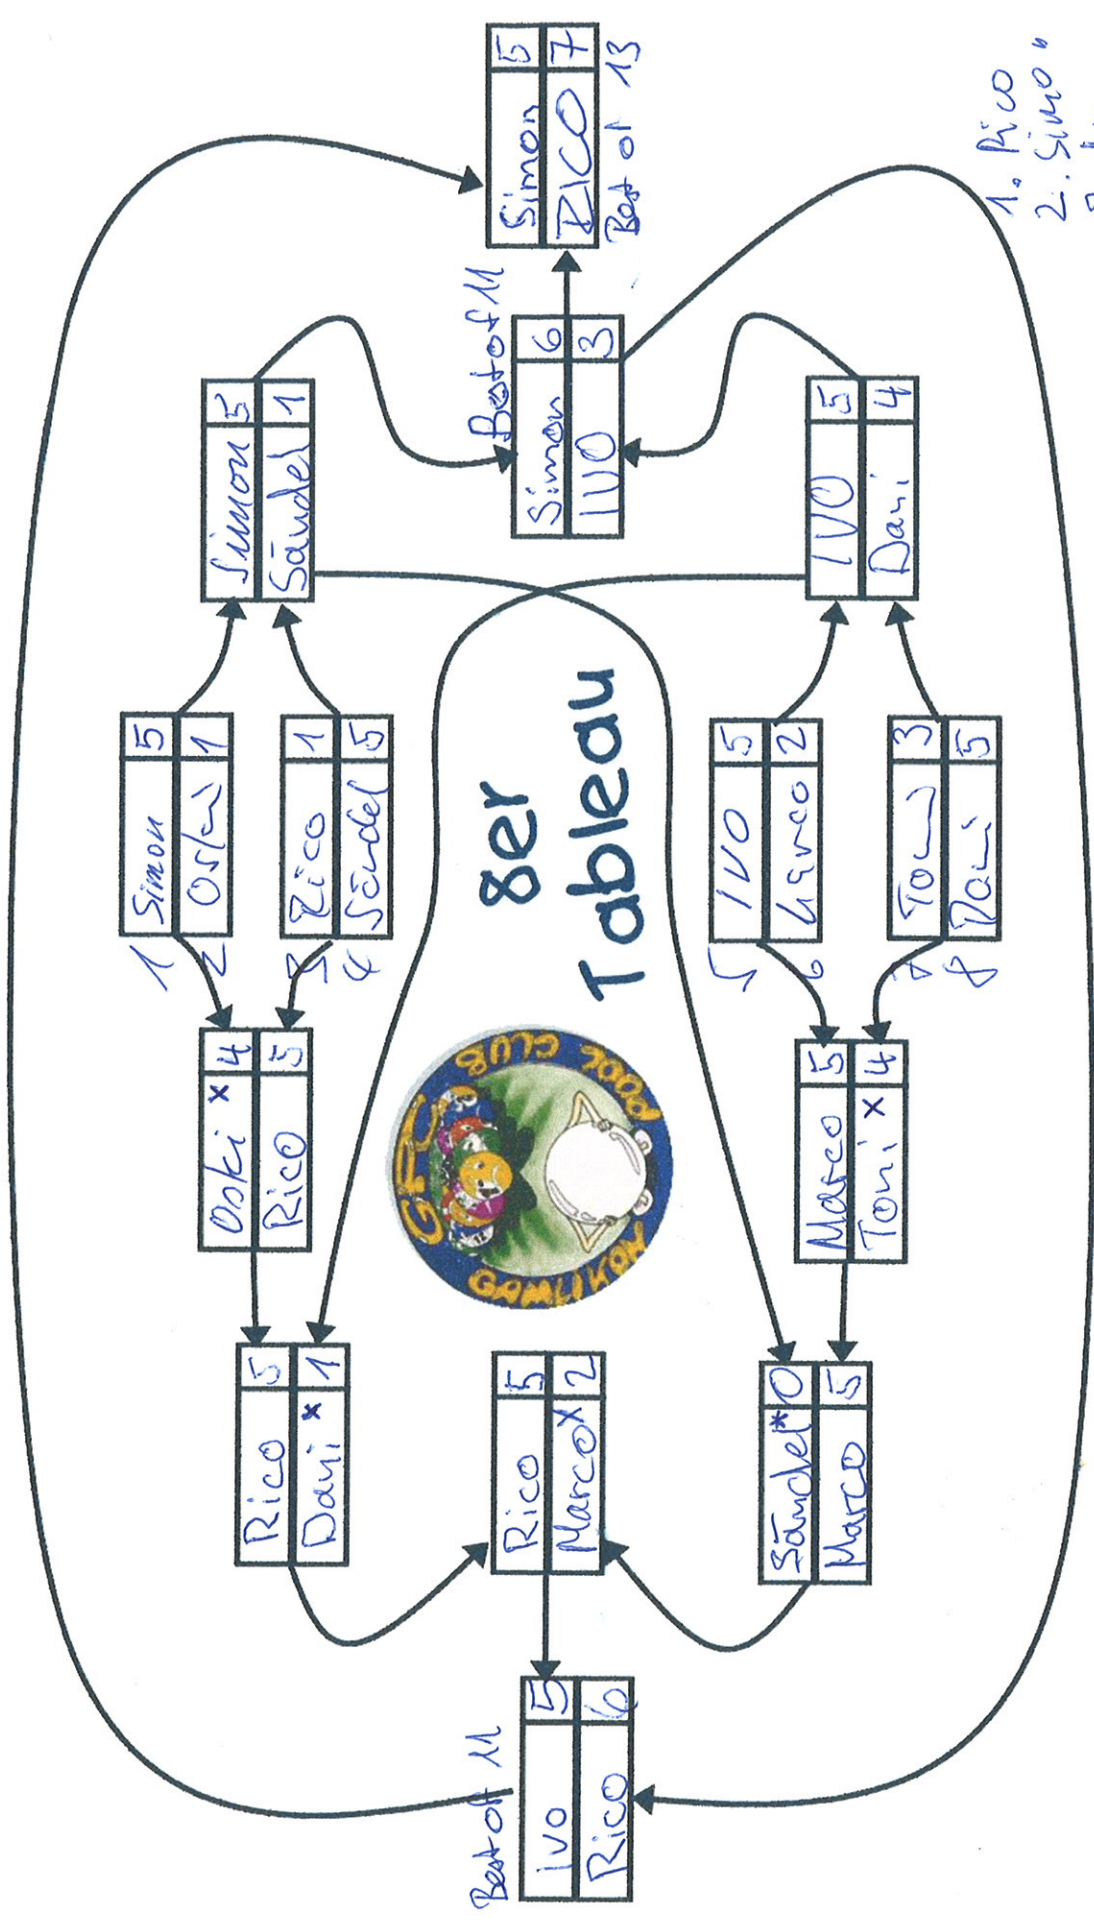 Simon 5
Oski 1
Rico 1
Sändel 5
IVO 5
Marco 2
Toni 3
Dani 5
1
2
3
4
5
6
7
8
Oski x 4
Rico 5
Marco 5
Toni x 4
Simon 5
Sändel 1
IVO 5
Dani 4
Rico 5
Dani x 1
Sändel * 0
Marco 5
Rico 5
Marco x 2
Best of 11
Simon 6
IVO 3
Best of 11
Ivo 5
Rico 6
Simon 5
RICO 7
Best of 13
8er
Tableau
GPC
POOL CLUB
GAMLIKON
1. Rico
2. Simon